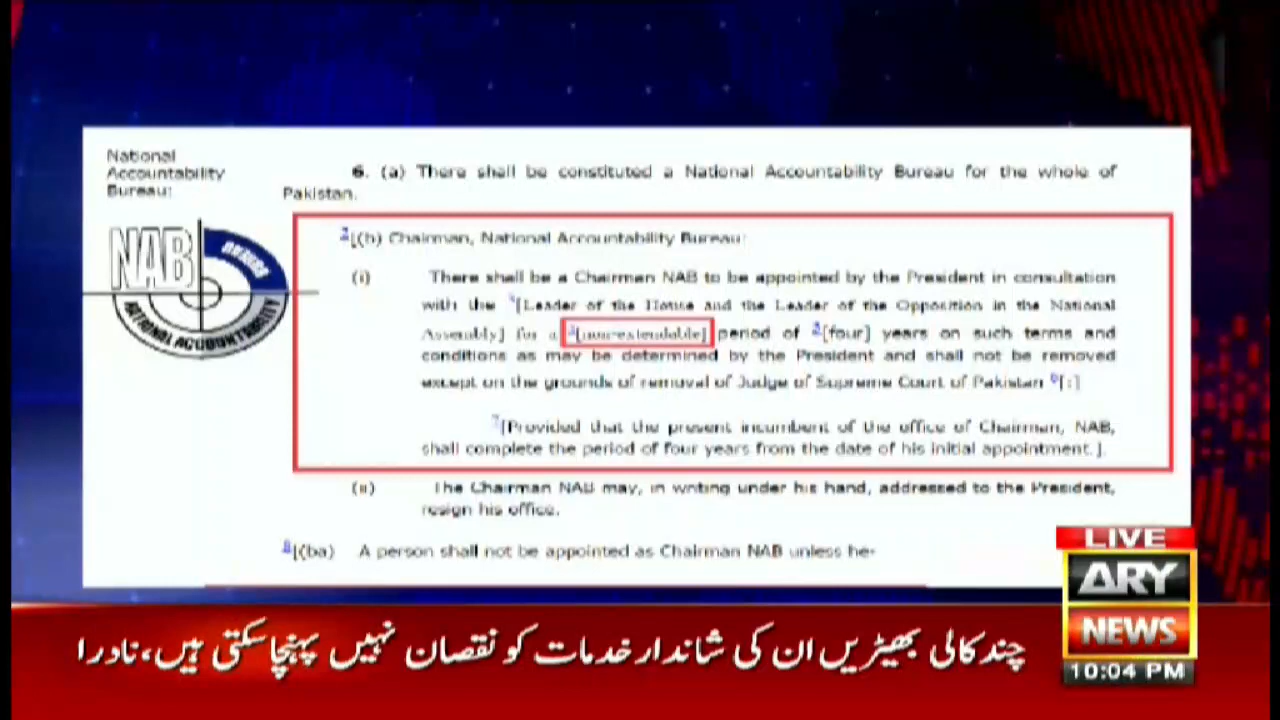 National
Accountability
Bureau:
6. (a) There shall be constituted a National Accountability Bureau for the whole of
Pakistan.
NAB
BUREAU
NATIONAL ACCOUNTABILITY
[(b) Chairman, National Accountability Bureau:
(i) There shall be a Chairman NAB to be appointed by the President in consultation
with the [Leader of the House and the Leader of the Opposition in the National
Assembly] for a [non-extendable] period of [four] years on such terms and
conditions as may be determined by the President and shall not be removed
except on the grounds of removal of Judge of Supreme Court of Pakistan 6[:]
7[Provided that the present incumbent of the office of Chairman, NAB,
shall complete the period of four years from the date of his initial appointment.]
(ii) The Chairman NAB may, in writing under his hand, addressed to the President,
resign his office.
8[(ba) A person shall not be appointed as Chairman NAB unless he-
LIVE
ARY
NEWS
10:04 PM
چند کالی بھیڑیں ان کی شاندار خدمات کو نقصان نہیں پہنچا سکتی ہیں، نادرا